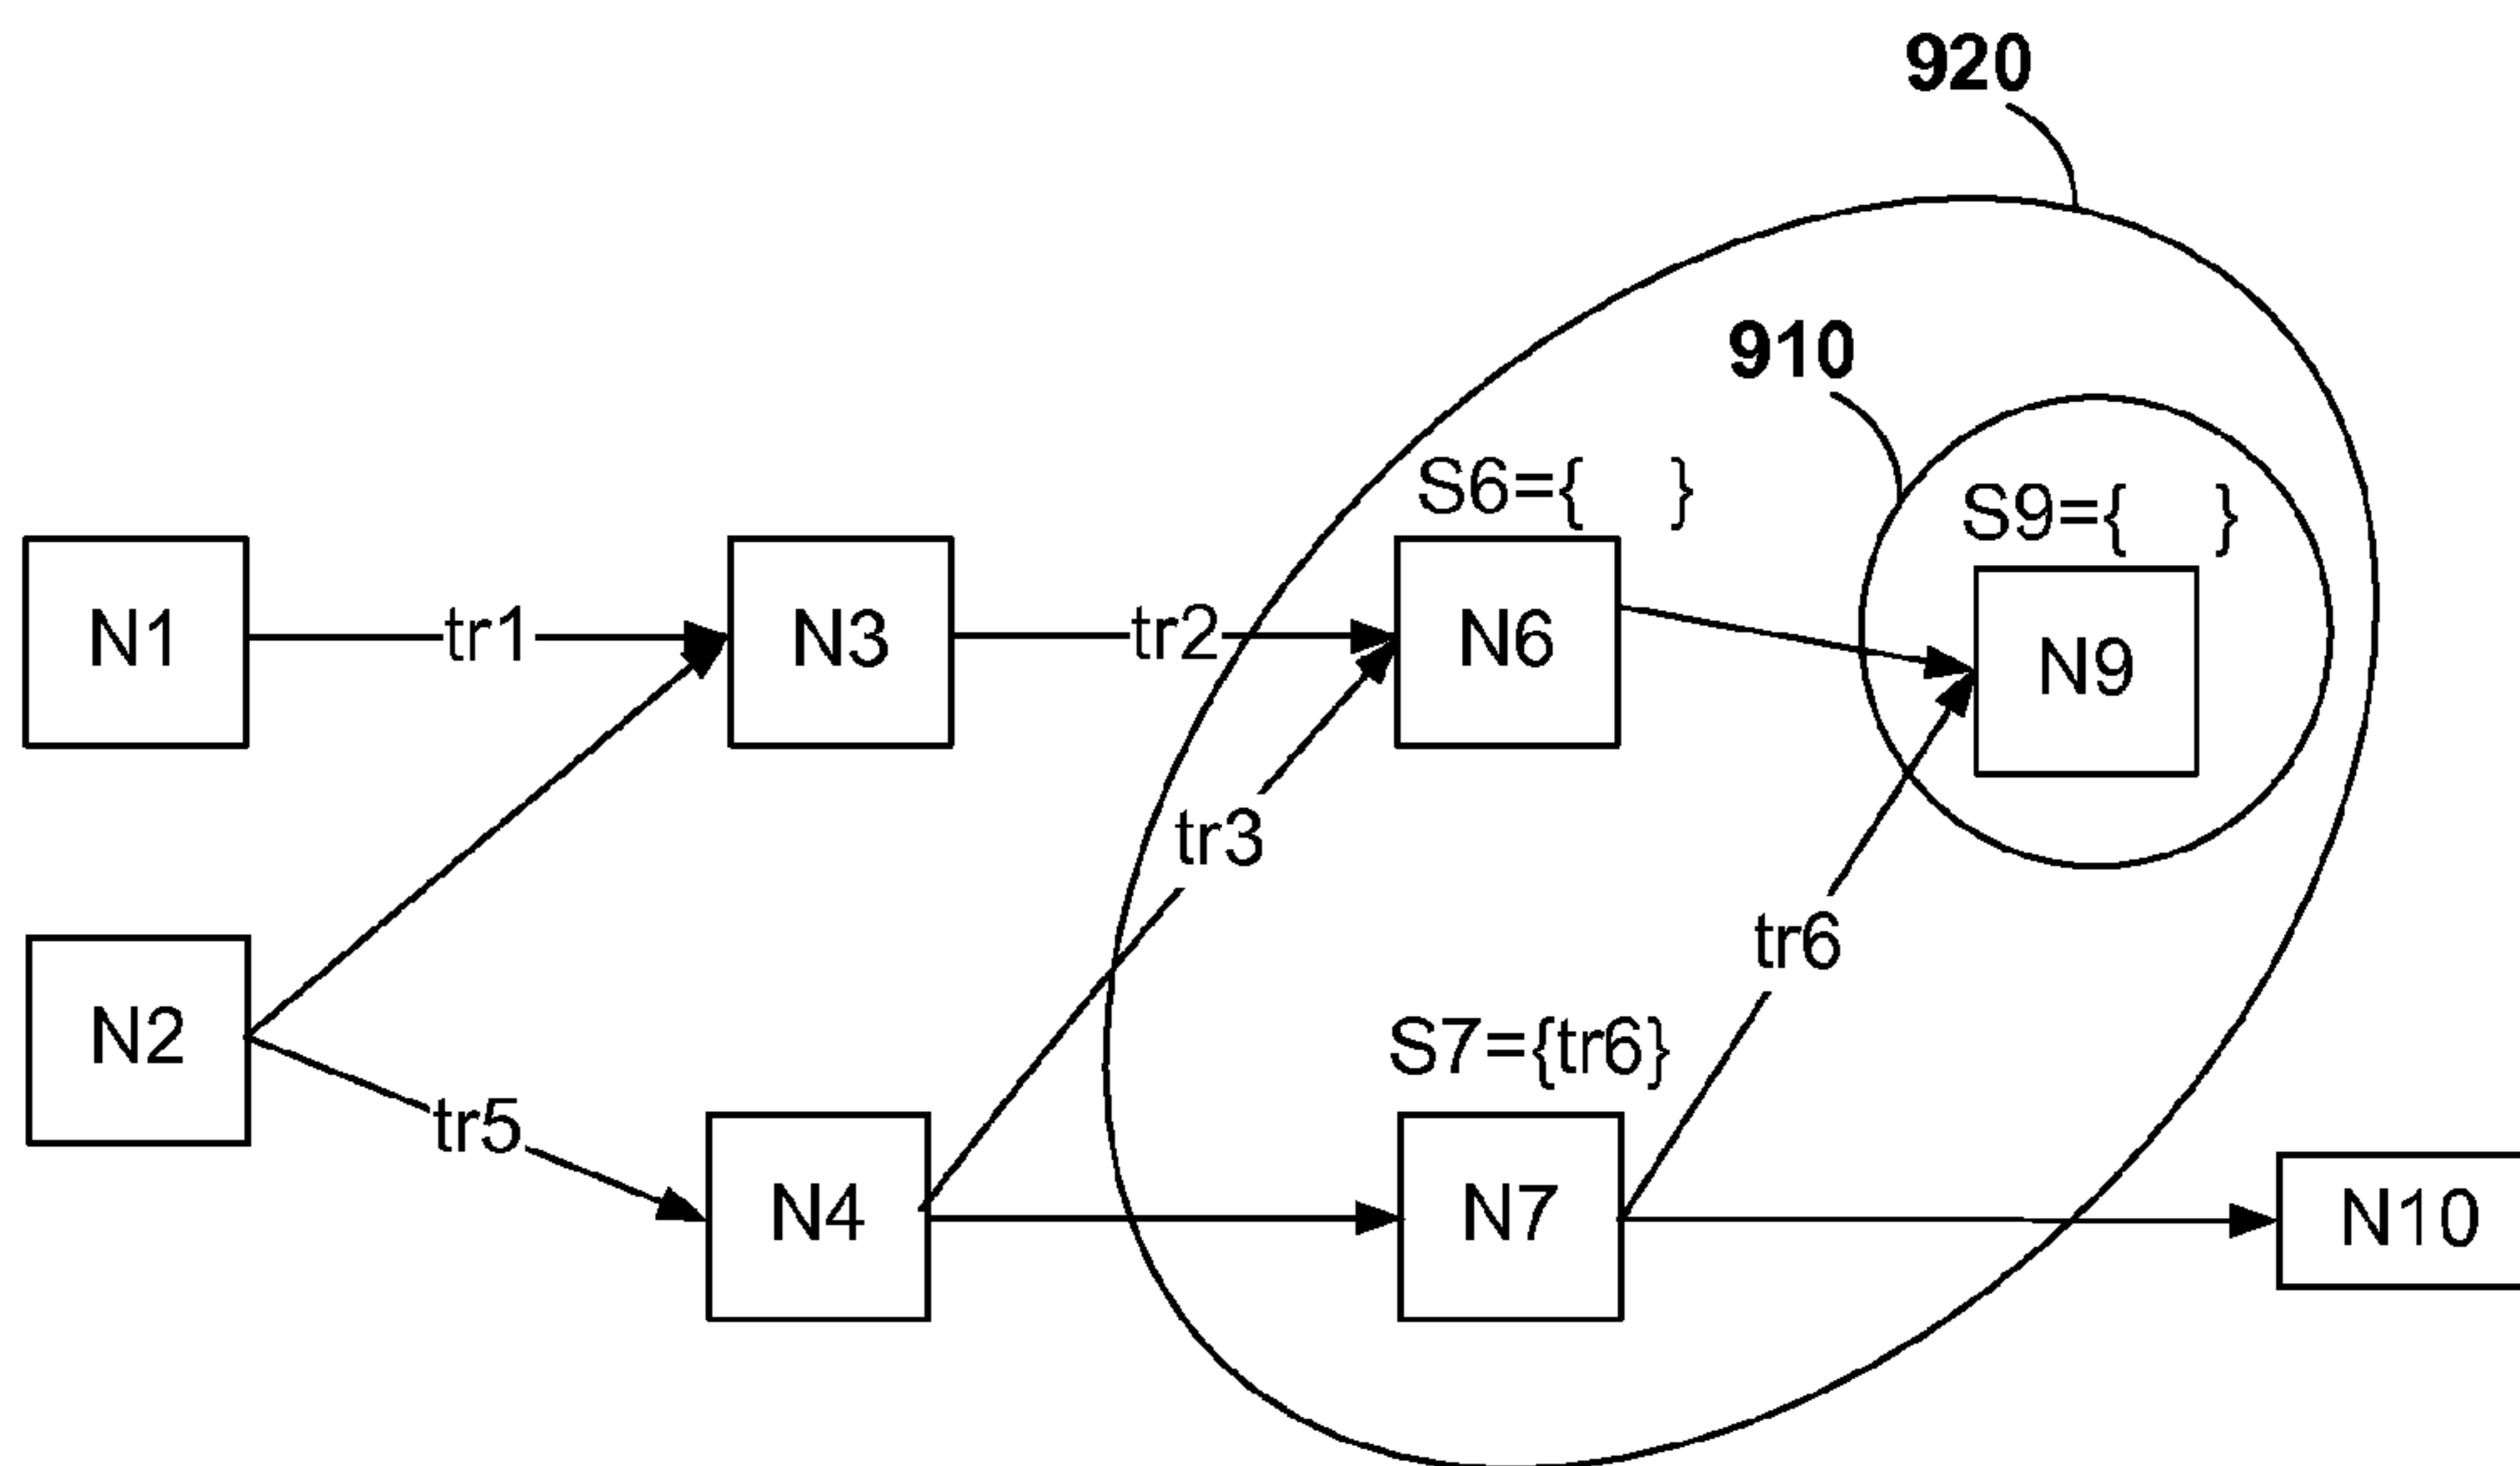 920
910
S6={ }
S9={ }
N1
tr1
N3
tr2
N6
N9
tr3
tr6
N2
S7={tr6}
tr5
N4
N7
N10